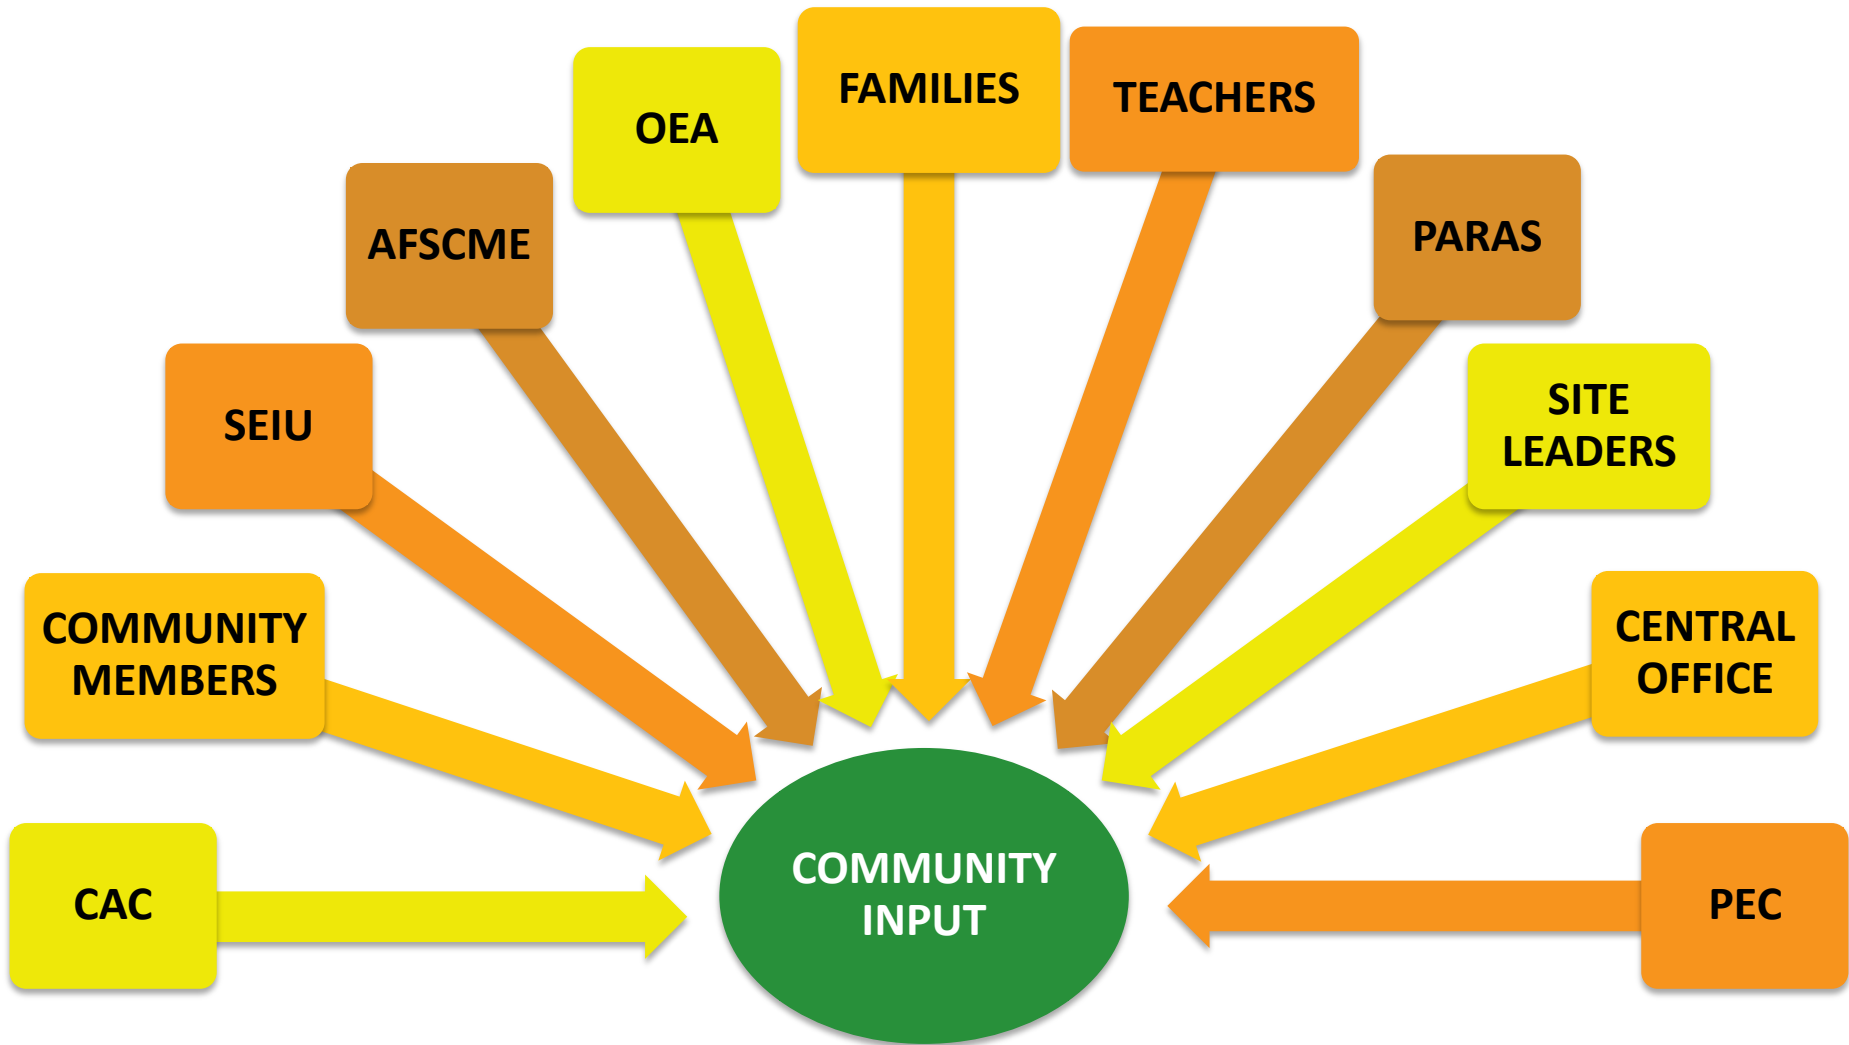 FAMILIES
TEACHERS
OEA
AFSCME
PARAS
SEIU
SITE
LEADERS
COMMUNITY
MEMBERS
CENTRAL
OFFICE
CAC
COMMUNITY
INPUT
PEC